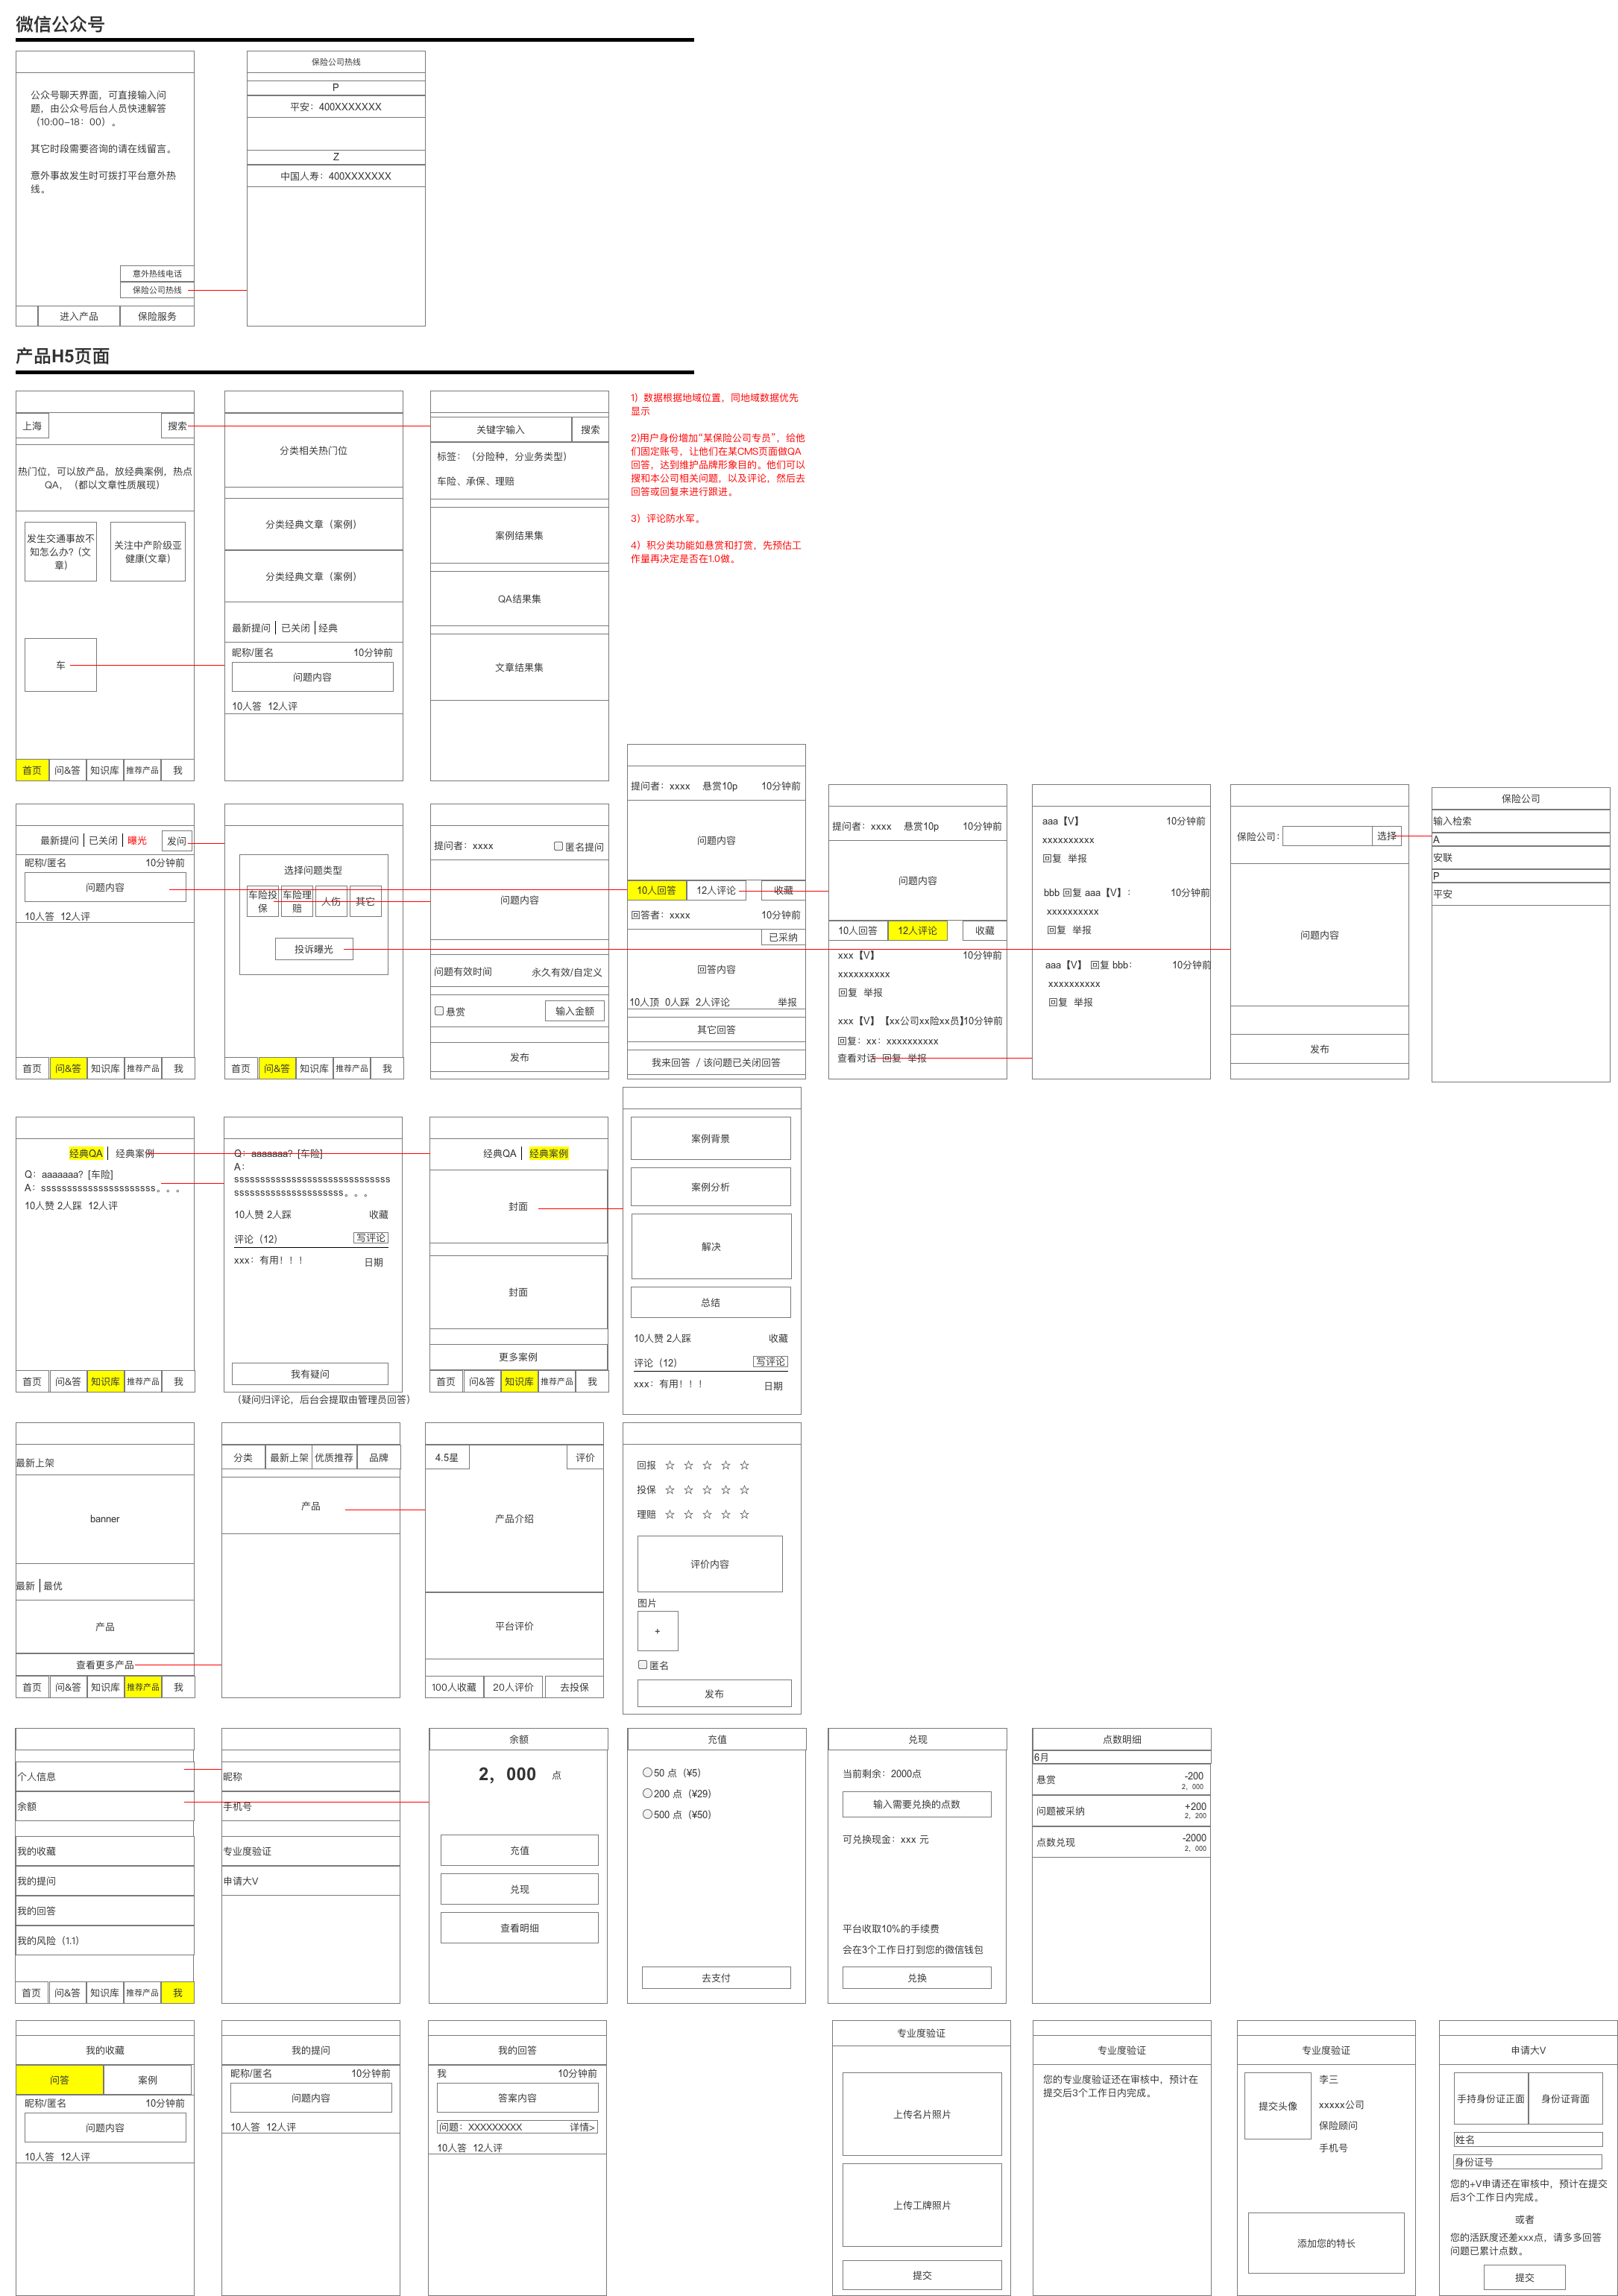 微信公众号
公众号聊天界面，可直接输入问
题，由公众号后台人员快速解答
（10:00-18：00）。
其它时段需要咨询的请在线留言。
意外事故发生时可拨打平台意外热
线。
意外热线电话
保险公司热线
进入产品
保险服务
保险公司热线
P
平安：400XXXXXXX
Z
中国人寿：400XXXXXXX
产品H5页面
上海
搜索
热门位，可以放产品，放经典案例，热点
QA，（都以文章性质展现）
发生交通事故不
知怎么办？(文
章)
关注中产阶级亚
健康(文章)
车
首页
问&答
知识库
推荐产品
我
分类相关热门位
分类经典文章（案例）
分类经典文章（案例）
最新提问
已关闭
经典
昵称/匿名
10分钟前
问题内容
10人答 12人评
关键字输入
搜索
标签：（分险种，分业务类型）
车险、承保、理赔
案例结果集
QA结果集
文章结果集
1）数据根据地域位置，同地域数据优先
显示
2)用户身份增加“某保险公司专员”，给他
们固定账号，让他们在某CMS页面做QA
回答，达到维护品牌形象目的。他们可以
搜和本公司相关问题，以及评论，然后去
回答或回复来进行跟进。
3）评论防水军。
4）积分类功能如悬赏和打赏，先预估工
作量再决定是否在1.0做。
最新提问
已关闭
曝光
发问
昵称/匿名
10分钟前
问题内容
10人答 12人评
首页
问&答
知识库
推荐产品
我
选择问题类型
车险投
保
车险理
赔
人伤
其它
投诉曝光
首页
问&答
知识库
推荐产品
我
提问者：xxxx
匿名提问
问题内容
问题有效时间
永久有效/自定义
悬赏
输入金额
发布
提问者：xxxx
悬赏10p
10分钟前
问题内容
10人回答
12人评论
收藏
回答者：xxxx
10分钟前
已采纳
回答内容
10人顶 0人踩 2人评论
举报
其它回答
我来回答 / 该问题已关闭回答
提问者：xxxx
悬赏10p
10分钟前
问题内容
10人回答
12人评论
收藏
xxx【V】
10分钟前
xxxxxxxxxx
回复 举报
xxx【V】【xx公司xx险xx员】10分钟前
回复：xx：xxxxxxxxxx
查看对话 回复 举报
aaa【V】
10分钟前
xxxxxxxxxx
回复 举报
bbb 回复 aaa【V】：
10分钟前
xxxxxxxxxx
回复 举报
aaa【V】 回复 bbb：
10分钟前
xxxxxxxxxx
回复 举报
保险公司：
选择
问题内容
发布
保险公司
输入检索
A
安联
P
平安
经典QA
经典案例
Q：aaaaaaa？[车险]
A：ssssssssssssssssssssss。。。
10人赞 2人踩 12人评
首页
问&答
知识库
推荐产品
我
Q：aaaaaaa？[车险]
A：
ssssssssssssssssssssssssssssss
sssssssssssssssssssss。。。
10人赞 2人踩
收藏
评论（12）
写评论
xxx：有用！！！
日期
我有疑问
（疑问归评论，后台会提取由管理员回答）
经典QA
经典案例
封面
封面
更多案例
首页
问&答
知识库
推荐产品
我
案例背景
案例分析
解决
总结
10人赞 2人踩
收藏
评论（12）
写评论
xxx：有用！！！
日期
最新上架
banner
最新
最优
产品
查看更多产品
首页
问&答
知识库
推荐产品
我
分类
最新上架
优质推荐
品牌
产品
4.5星
评价
产品介绍
平台评价
100人收藏
20人评价
去投保
回报 ☆ ☆ ☆ ☆ ☆
投保 ☆ ☆ ☆ ☆ ☆
理赔 ☆ ☆ ☆ ☆ ☆
评价内容
图片
+
匿名
发布
个人信息
余额
我的收藏
我的提问
我的回答
我的风险（1.1）
首页
问&答
知识库
推荐产品
我
昵称
手机号
专业度验证
申请大V
余额
2，000 点
充值
兑现
查看明细
充值
50 点（¥5）
200 点（¥29）
500 点（¥50）
去支付
兑现
当前剩余：2000点
输入需要兑换的点数
可兑换现金：xxx 元
平台收取10%的手续费
会在3个工作日打到您的微信钱包
兑换
点数明细
6月
悬赏
-200
2，000
问题被采纳
+200
2，200
点数兑现
-2000
2，000
我的收藏
问答
案例
昵称/匿名
10分钟前
问题内容
10人答 12人评
我的提问
昵称/匿名
10分钟前
问题内容
10人答 12人评
我的回答
我
10分钟前
答案内容
问题：XXXXXXXXX
详情>
10人答 12人评
专业度验证
上传名片照片
上传工牌照片
提交
专业度验证
您的专业度验证还在审核中，预计在
提交后3个工作日内完成。
专业度验证
提交头像
李三
xxxxx公司
保险顾问
手机号
添加您的特长
申请大V
手持身份证正面
身份证背面
姓名
身份证号
您的+V申请还在审核中，预计在提交
后3个工作日内完成。
或者
您的活跃度还差xxx点，请多多回答
问题已累计点数。
提交